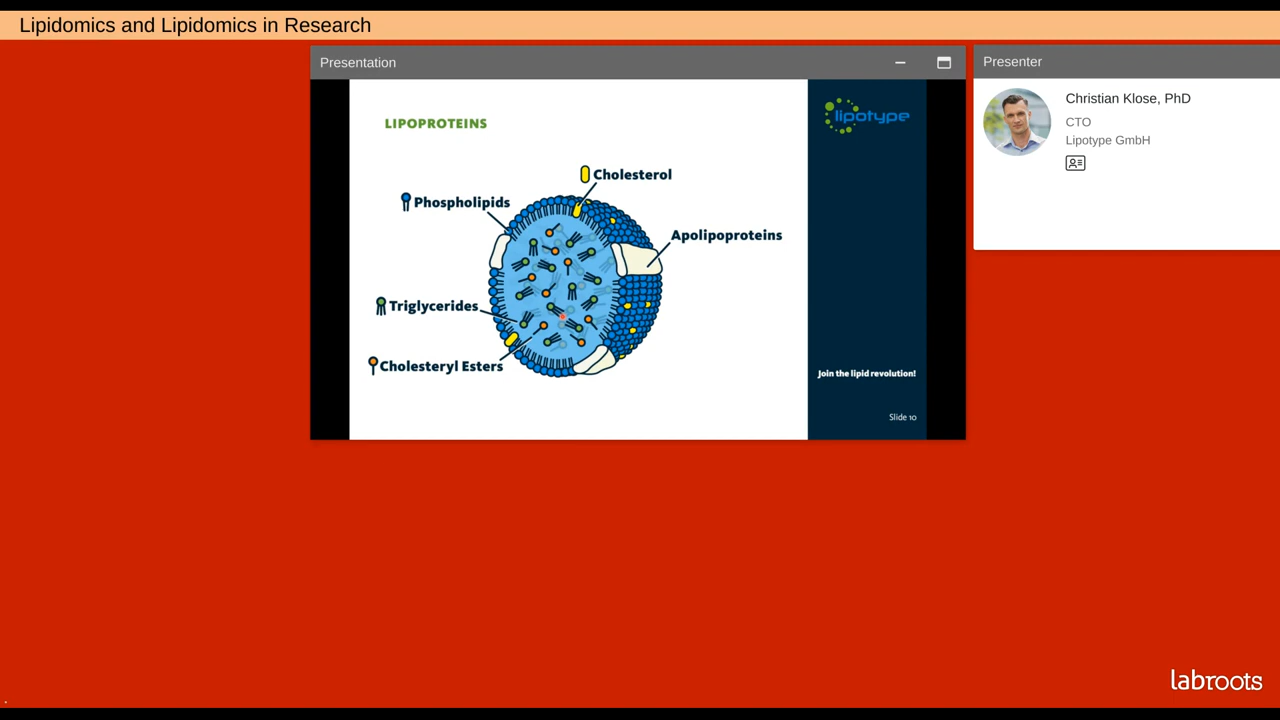 Lipidomics and Lipidomics in Research
Presentation
LIPOPROTEINS
Cholesterol
Phospholipids
Apolipoproteins
Triglycerides
Cholesteryl Esters
lipotype
Join the lipid revolution!
Slide 10
Presenter
Christian Klose, PhD
CTO
Lipotype GmbH
labroots